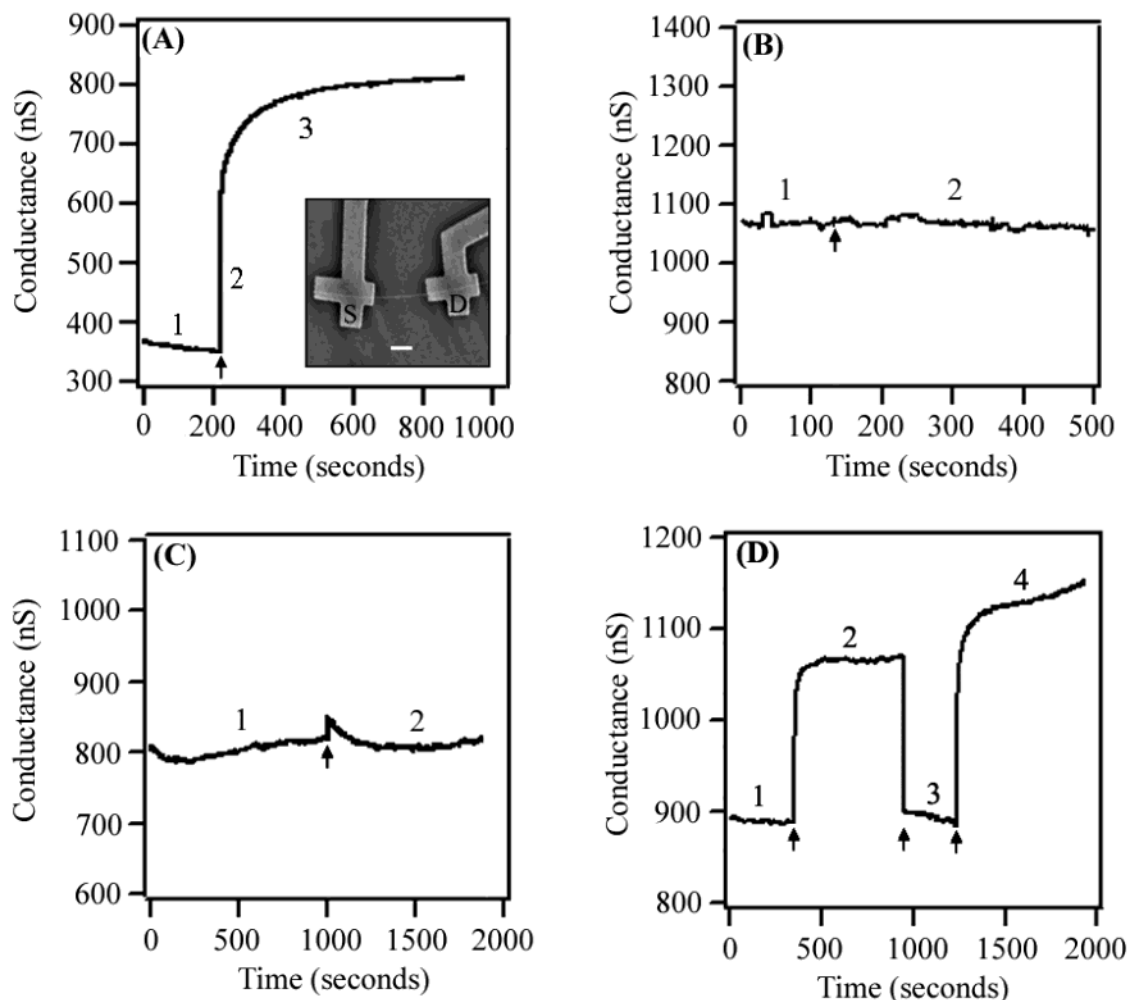 (A)
Conductance (nS)
900
800
700
600
500
400
300
1
2
3
S
D
0 200 400 600 800 1000
Time (seconds)
(B)
Conductance (nS)
1400
1300
1200
1100
1000
900
800
1
2
0 100 200 300 400 500
Time (seconds)
(C)
Conductance (nS)
1100
1000
900
800
700
600
1
2
0 500 1000 1500 2000
Time (seconds)
(D)
Conductance (nS)
1200
1100
1000
900
800
1
2
3
4
0 500 1000 1500 2000
Time (seconds)